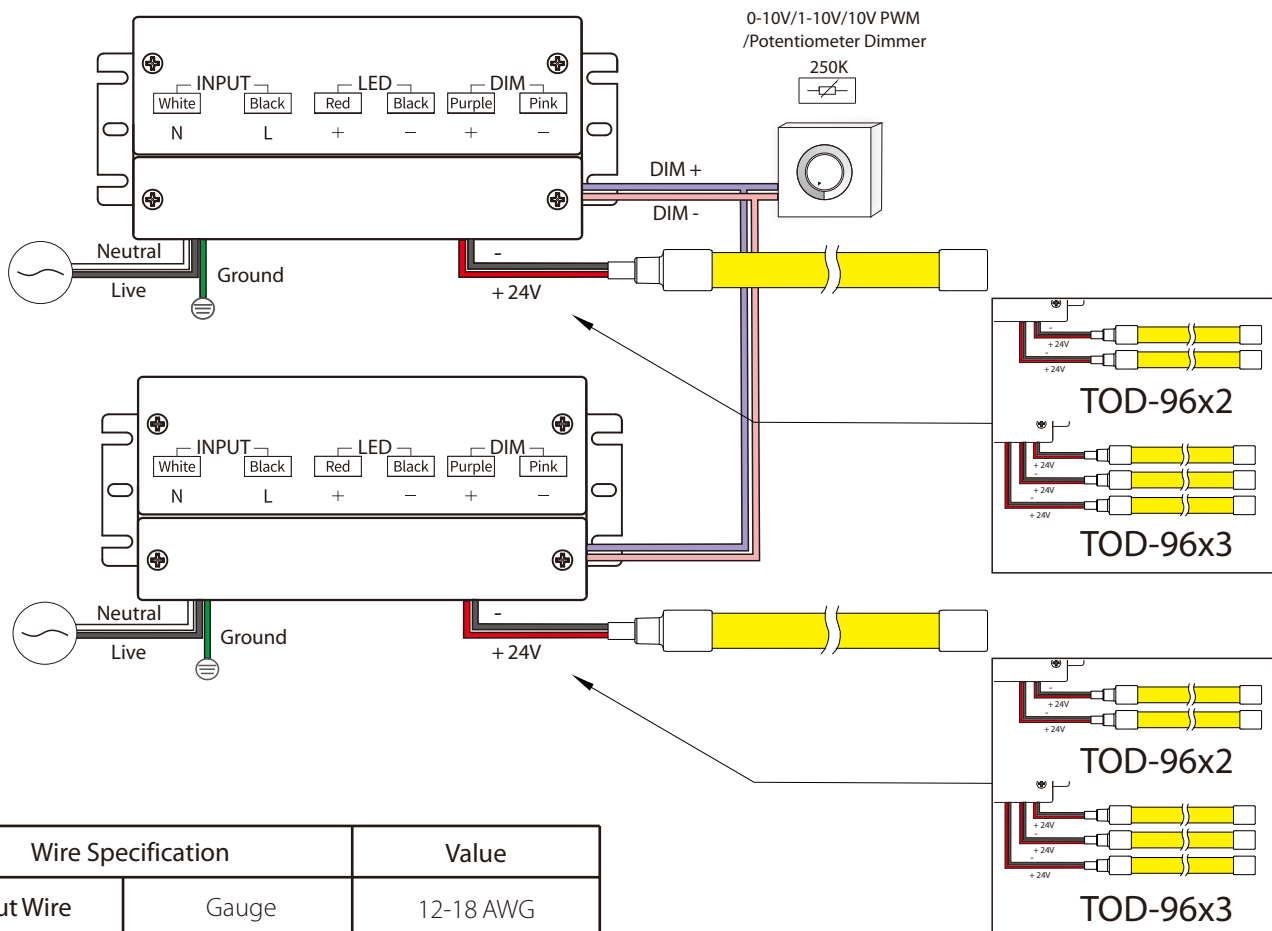 0-10V/1-10V/10V PWM
/Potentiometer Dimmer
250K
INPUT LED DIM
White Black Red Black Purple Pink
N L + − + −
DIM +
DIM -
Neutral
Live
Ground
-
+ 24V
-
+ 24V
-
+ 24V
TOD-96x2
+ 24V
-
+ 24V
-
+ 24V
TOD-96x3
INPUT LED DIM
White Black Red Black Purple Pink
N L + − + −
Neutral
Live
Ground
-
+ 24V
-
+ 24V
-
+ 24V
TOD-96x2
+ 24V
-
+ 24V
-
+ 24V
TOD-96x3
Wire Specification Value
Wire Gauge 12-18 AWG